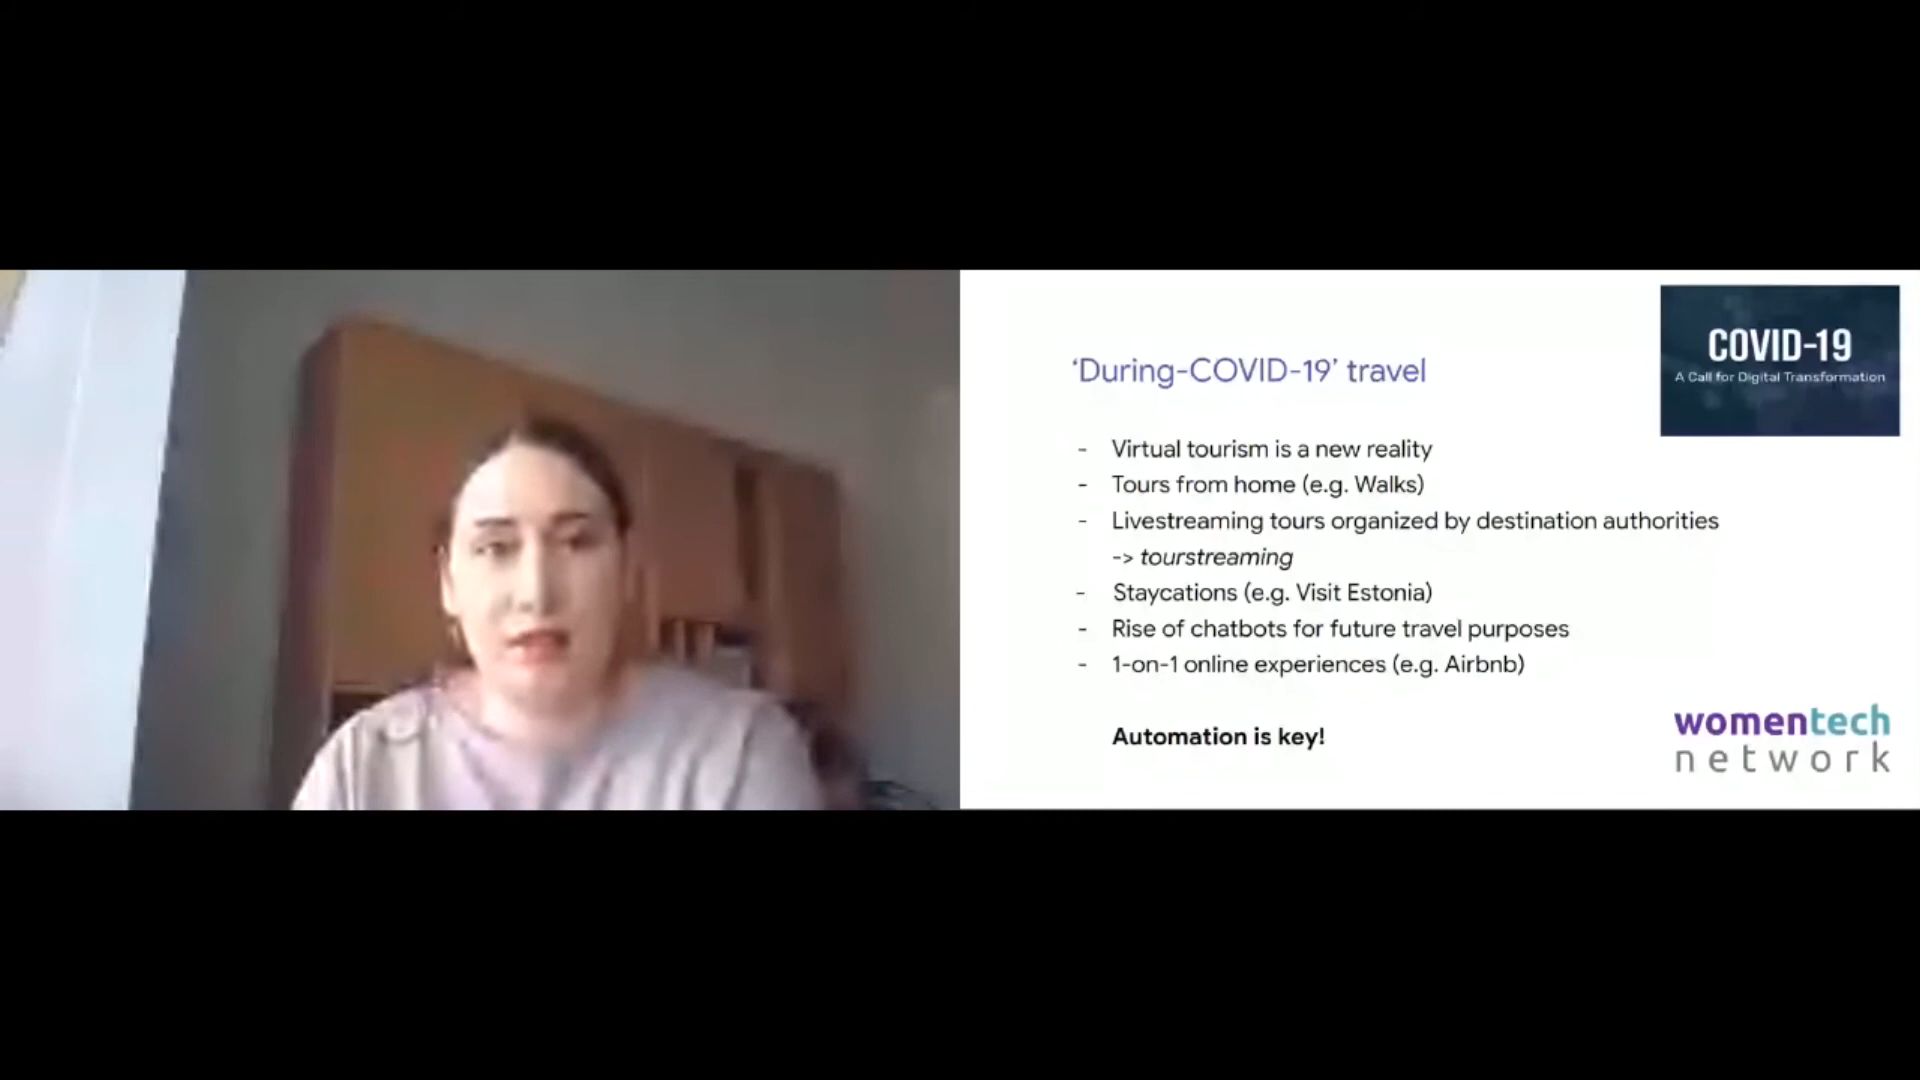 COVID-19
A Call for Digital Transformation
‘During-COVID-19’ travel
- Virtual tourism is a new reality
- Tours from home (e.g. Walks)
- Livestreaming tours organized by destination authorities
-> tourstreaming
- Staycations (e.g. Visit Estonia)
- Rise of chatbots for future travel purposes
- 1-on-1 online experiences (e.g. Airbnb)
Automation is key!
womentech
network